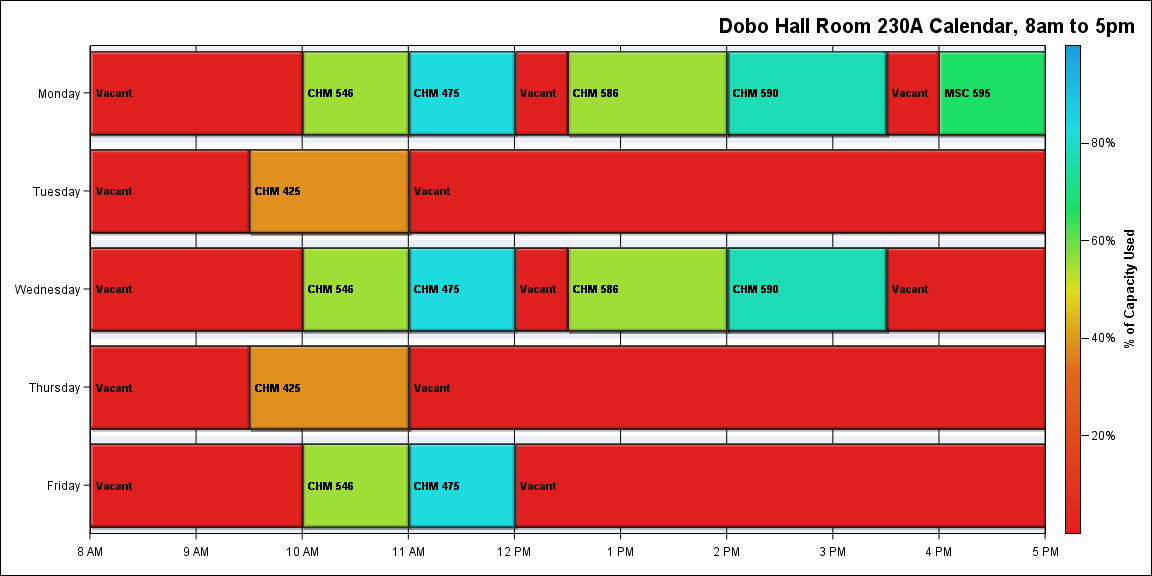 Dobo Hall Room 230A Calendar, 8am to 5pm
Monday
Vacant
CHM 546
CHM 475
Vacant
CHM 586
CHM 590
Vacant
MSC 595
Tuesday
Vacant
CHM 425
Vacant
Wednesday
Vacant
CHM 546
CHM 475
Vacant
CHM 586
CHM 590
Vacant
Thursday
Vacant
CHM 425
Vacant
Friday
Vacant
CHM 546
CHM 475
Vacant
8 AM
9 AM
10 AM
11 AM
12 PM
1 PM
2 PM
3 PM
4 PM
5 PM
80%
60%
40%
20%
% of Capacity Used